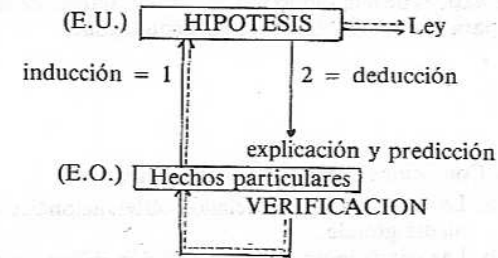 (E.U.) HIPOTESIS Ley
inducción = 1 2 = deducción
explicación y predicción
(E.O.) Hechos particulares
VERIFICACION